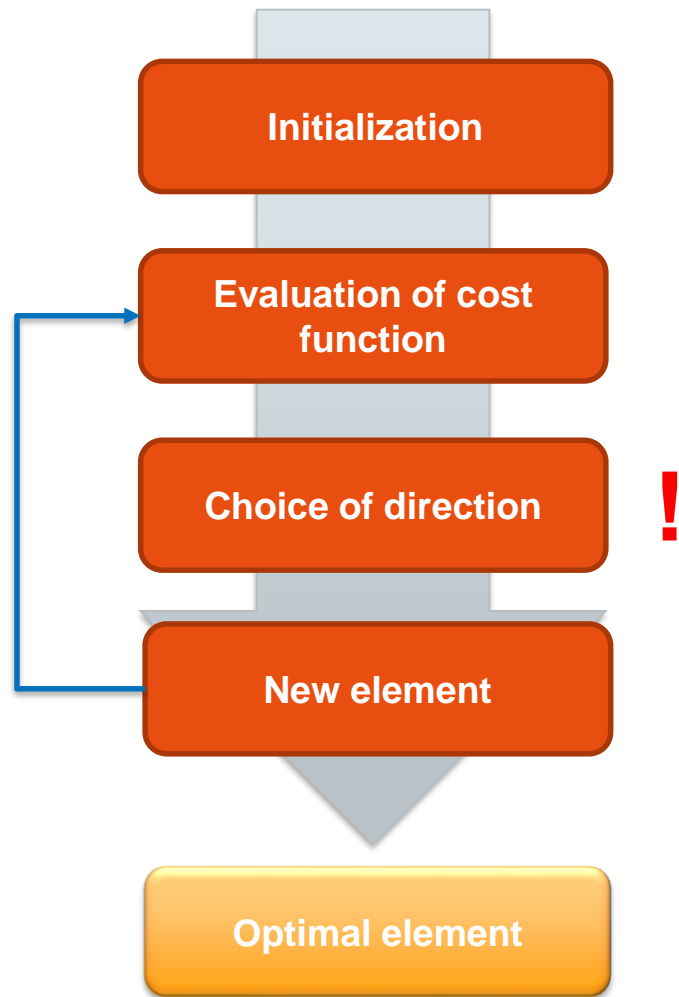 Initialization
Evaluation of cost
function
Choice of direction
!
New element
Optimal element